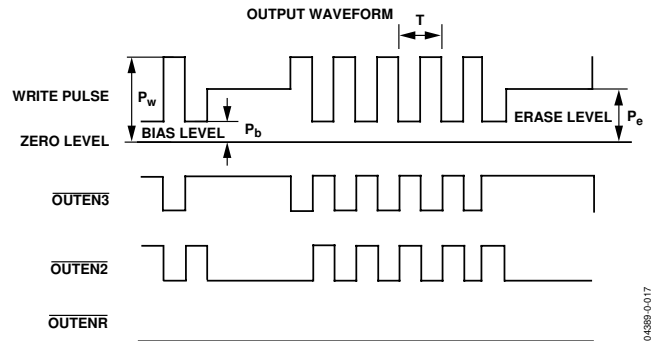 OUTPUT WAVEFORM
T
WRITE PULSE
Pw
ERASE LEVEL
Pe
BIAS LEVEL
Pb
ZERO LEVEL
OUTEN3
OUTEN2
OUTENR
04389-0-017